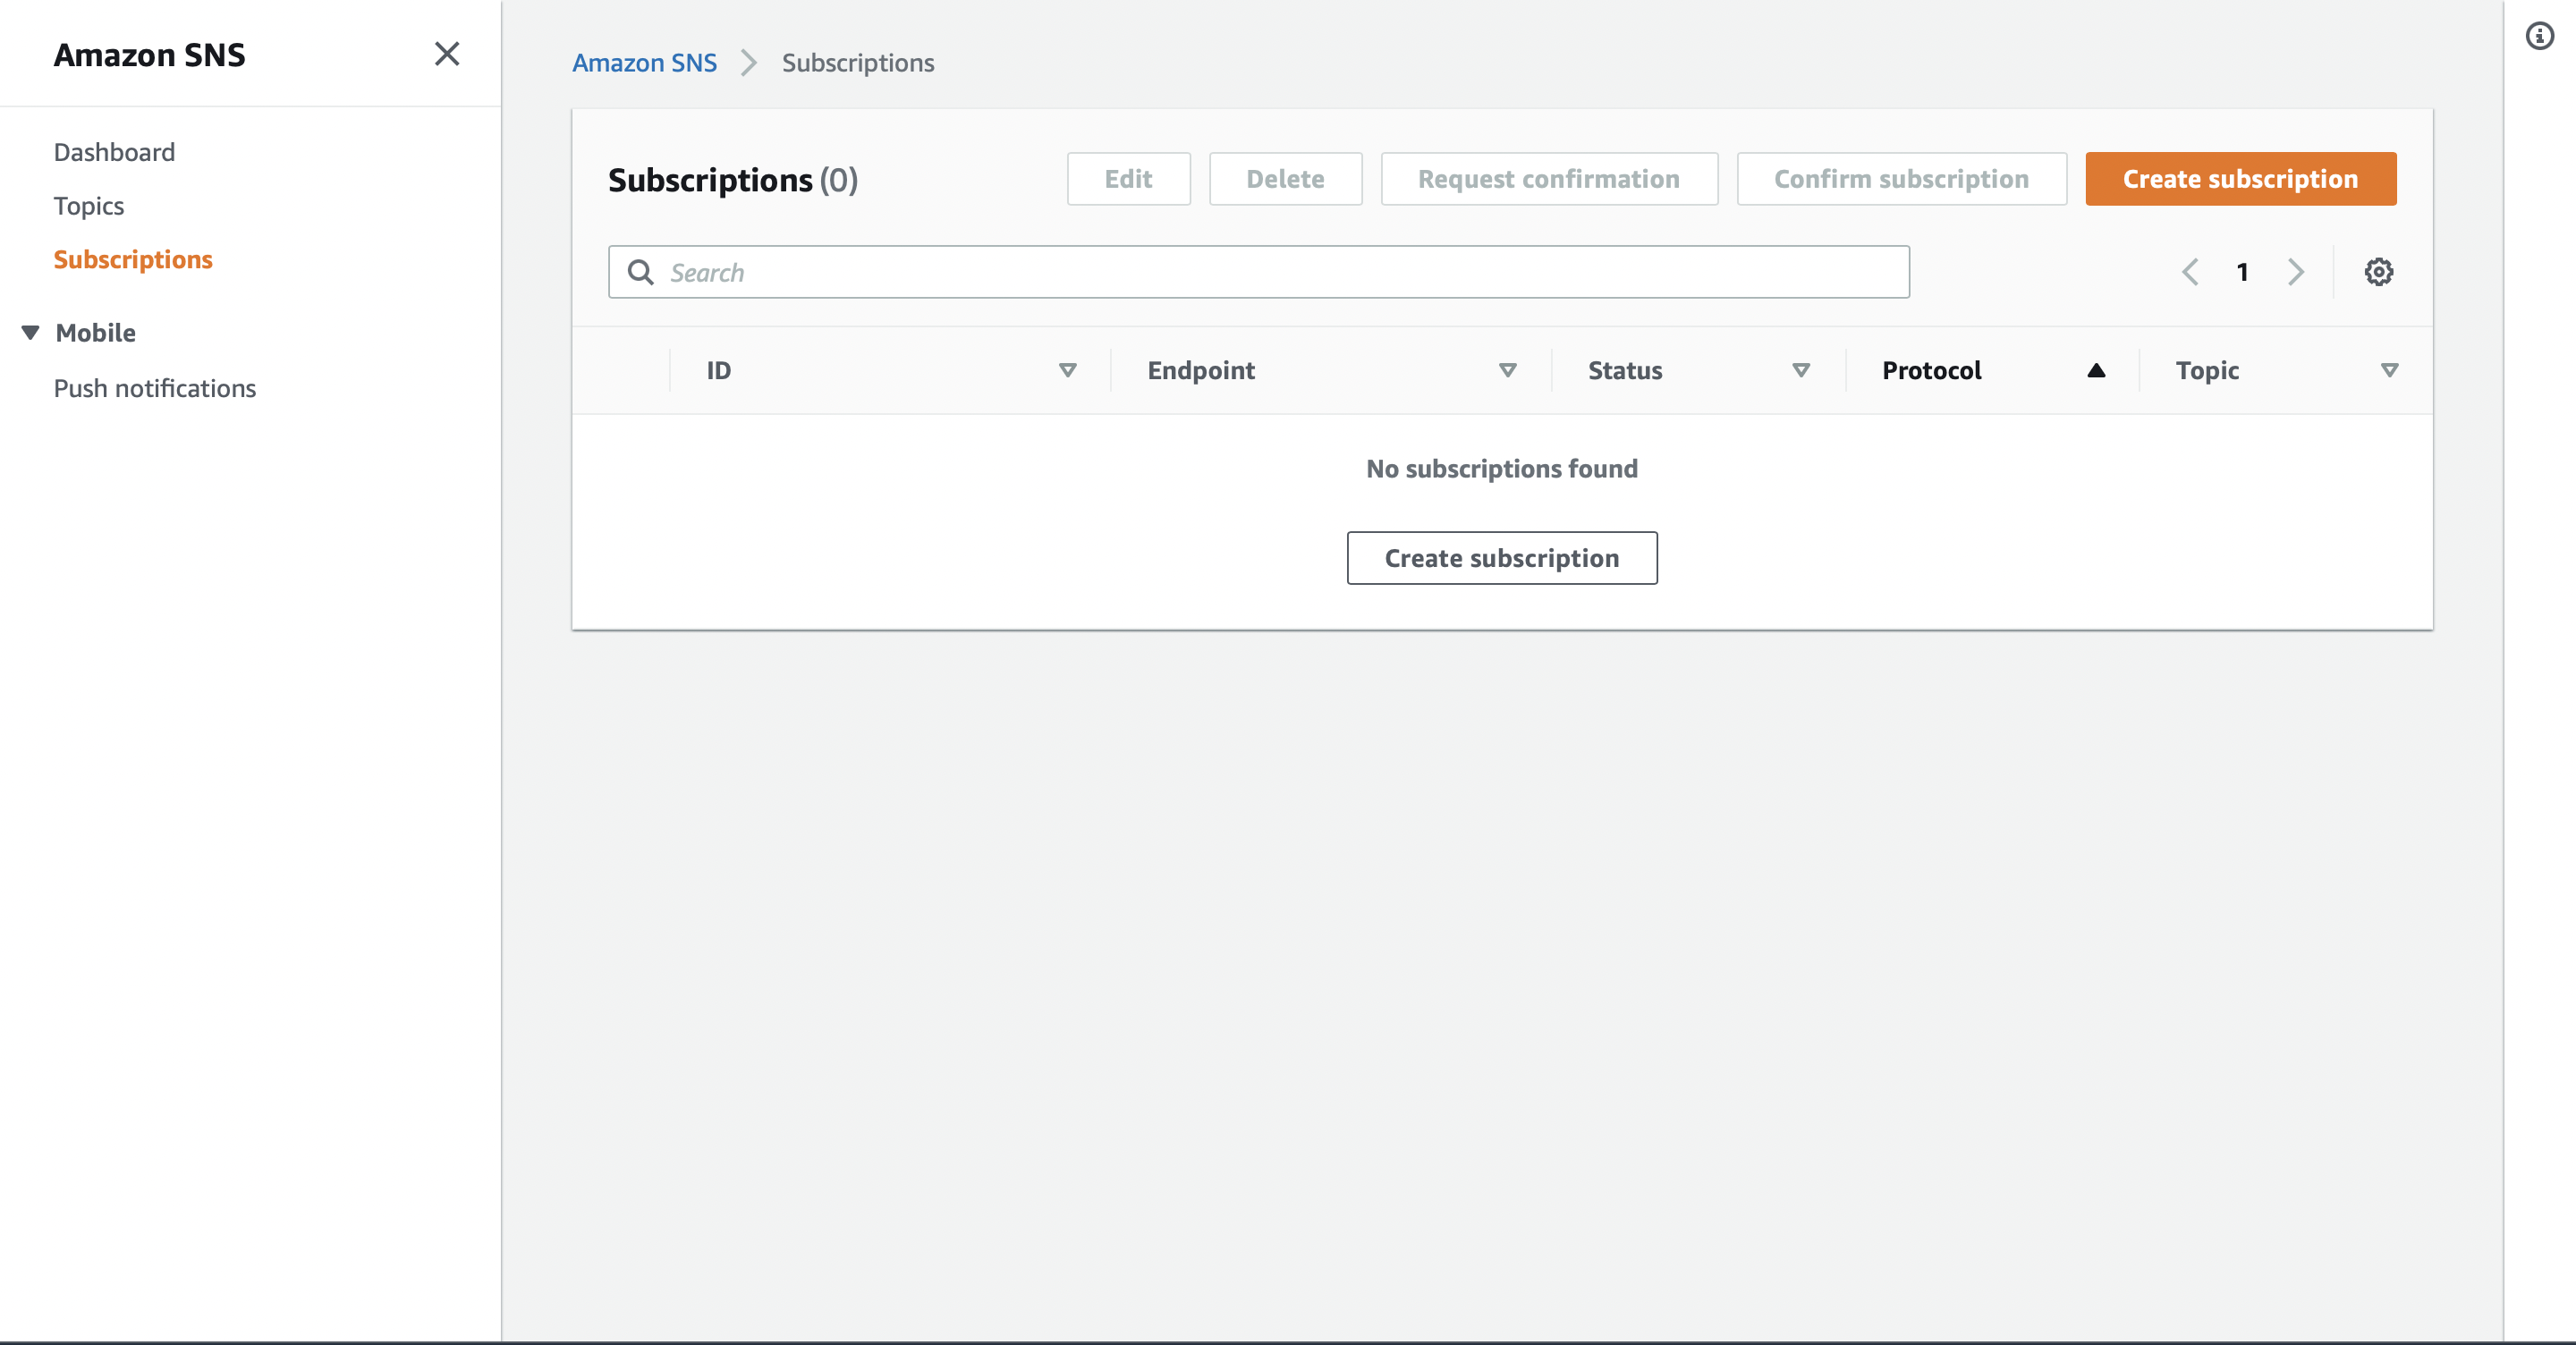 Amazon SNS
Dashboard
Topics
Subscriptions
Mobile
Push notifications
Amazon SNS Subscriptions
Subscriptions (0) Edit Delete Request confirmation Confirm subscription Create subscription
Search 1
ID Endpoint Status Protocol Topic
No subscriptions found
Create subscription